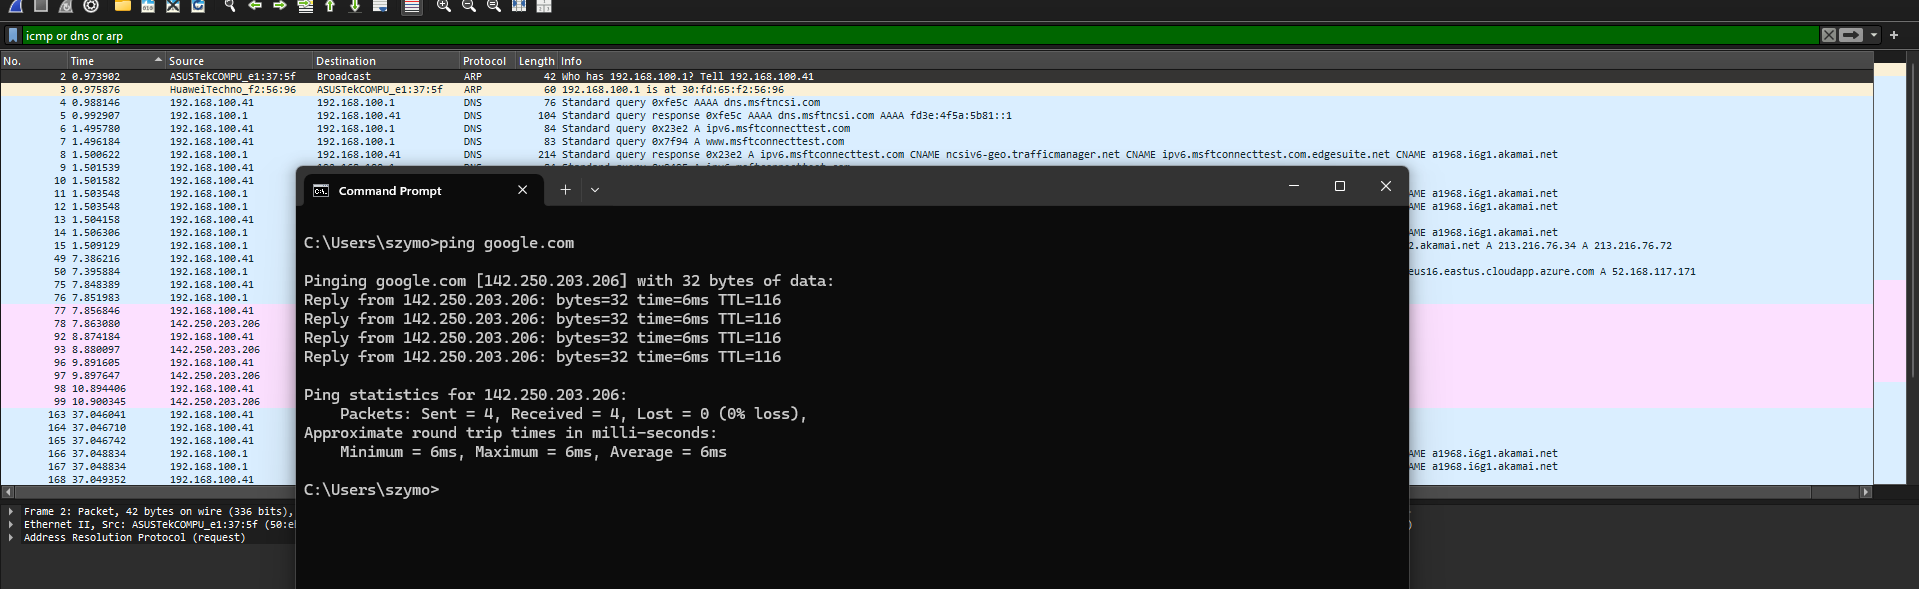 icmp or dns or arp
No. Time Source Destination Protocol Length Info
2 0.973902 ASUSTekCOMPU_e1:37:5f Broadcast ARP 42 Who has 192.168.100.1? Tell 192.168.100.41
3 0.975876 HuaweiTechno_f2:56:96 ASUSTekCOMPU_e1:37:5f ARP 60 192.168.100.1 is at 30:fd:65:f2:56:96
4 0.988146 192.168.100.41 192.168.100.1 DNS 76 Standard query 0xfe5c AAAA dns.msftncsi.com
5 0.992907 192.168.100.1 192.168.100.41 DNS 104 Standard query response 0xfe5c AAAA dns.msftncsi.com AAAA fd3e:4f5a:5b81::1
6 1.495780 192.168.100.41 192.168.100.1 DNS 84 Standard query 0x23e2 A ipv6.msftconnecttest.com
7 1.496184 192.168.100.41 192.168.100.1 DNS 83 Standard query 0x7f94 A www.msftconnecttest.com
8 1.500622 192.168.100.1 192.168.100.41 DNS 214 Standard query response 0x23e2 A ipv6.msftconnecttest.com CNAME ncsiv6-geo.trafficmanager.net CNAME ipv6.msftconnecttest.com.edgesuite.net CNAME a1968.i6g1.akamai.net
9 1.501539 192.168.100.41
10 1.501582 192.168.100.41
11 1.503548 192.168.100.1 AME a1968.i6g1.akamai.net
12 1.503548 192.168.100.1 AME a1968.i6g1.akamai.net
13 1.504158 192.168.100.41
14 1.506306 192.168.100.1 AME a1968.i6g1.akamai.net
15 1.509129 192.168.100.1 2.akamai.net A 213.216.76.34 A 213.216.76.72
49 7.386216 192.168.100.41
50 7.395884 192.168.100.1 eus16.eastus.cloudapp.azure.com A 52.168.117.171
75 7.848389 192.168.100.41
76 7.851983 192.168.100.1
77 7.856846 192.168.100.41
78 7.863080 142.250.203.206
92 8.874184 192.168.100.41
93 8.880097 142.250.203.206
96 9.891605 192.168.100.41
97 9.897647 142.250.203.206
98 10.894406 192.168.100.41
99 10.900345 142.250.203.206
163 37.046041 192.168.100.41
164 37.046710 192.168.100.41
165 37.046742 192.168.100.41
166 37.048834 192.168.100.1 AME a1968.i6g1.akamai.net
167 37.048834 192.168.100.1 AME a1968.i6g1.akamai.net
168 37.049352 192.168.100.41
Frame 2: Packet, 42 bytes on wire (336 bits),
Ethernet II, Src: ASUSTekCOMPU_e1:37:5f (50:e
Address Resolution Protocol (request)
Command Prompt
C:\Users\szymo>ping google.com
Pinging google.com [142.250.203.206] with 32 bytes of data:
Reply from 142.250.203.206: bytes=32 time=6ms TTL=116
Reply from 142.250.203.206: bytes=32 time=6ms TTL=116
Reply from 142.250.203.206: bytes=32 time=6ms TTL=116
Reply from 142.250.203.206: bytes=32 time=6ms TTL=116
Ping statistics for 142.250.203.206:
Packets: Sent = 4, Received = 4, Lost = 0 (0% loss),
Approximate round trip times in milli-seconds:
Minimum = 6ms, Maximum = 6ms, Average = 6ms
C:\Users\szymo>